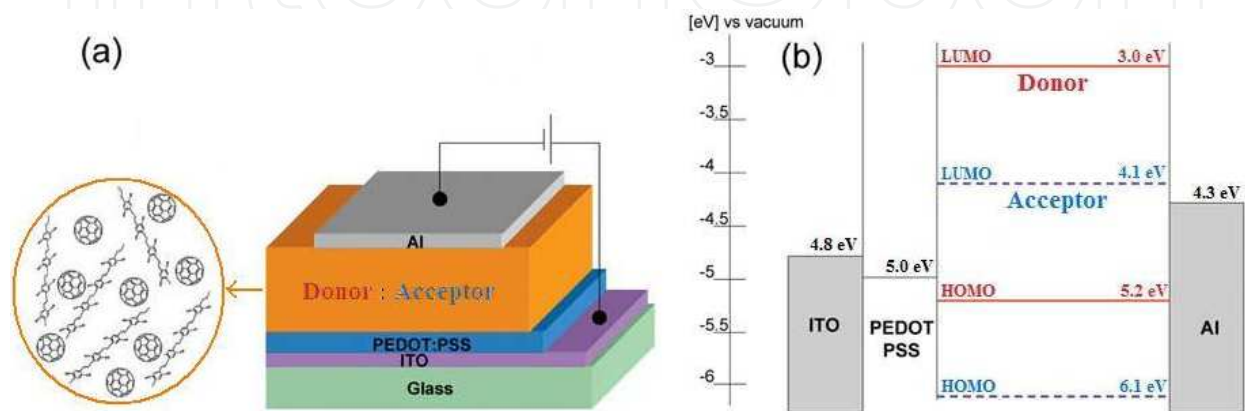 (a)
Al
Donor : Acceptor
PEDOT:PSS
ITO
Glass
[eV] vs vacuum
(b)
-3
-3,5
-4
-4,5
-5
-5,5
-6
LUMO 3.0 eV
Donor
LUMO 4.1 eV
Acceptor
4.3 eV
4.8 eV
5.0 eV
HOMO 5.2 eV
ITO
PEDOT
PSS
Al
HOMO 6.1 eV